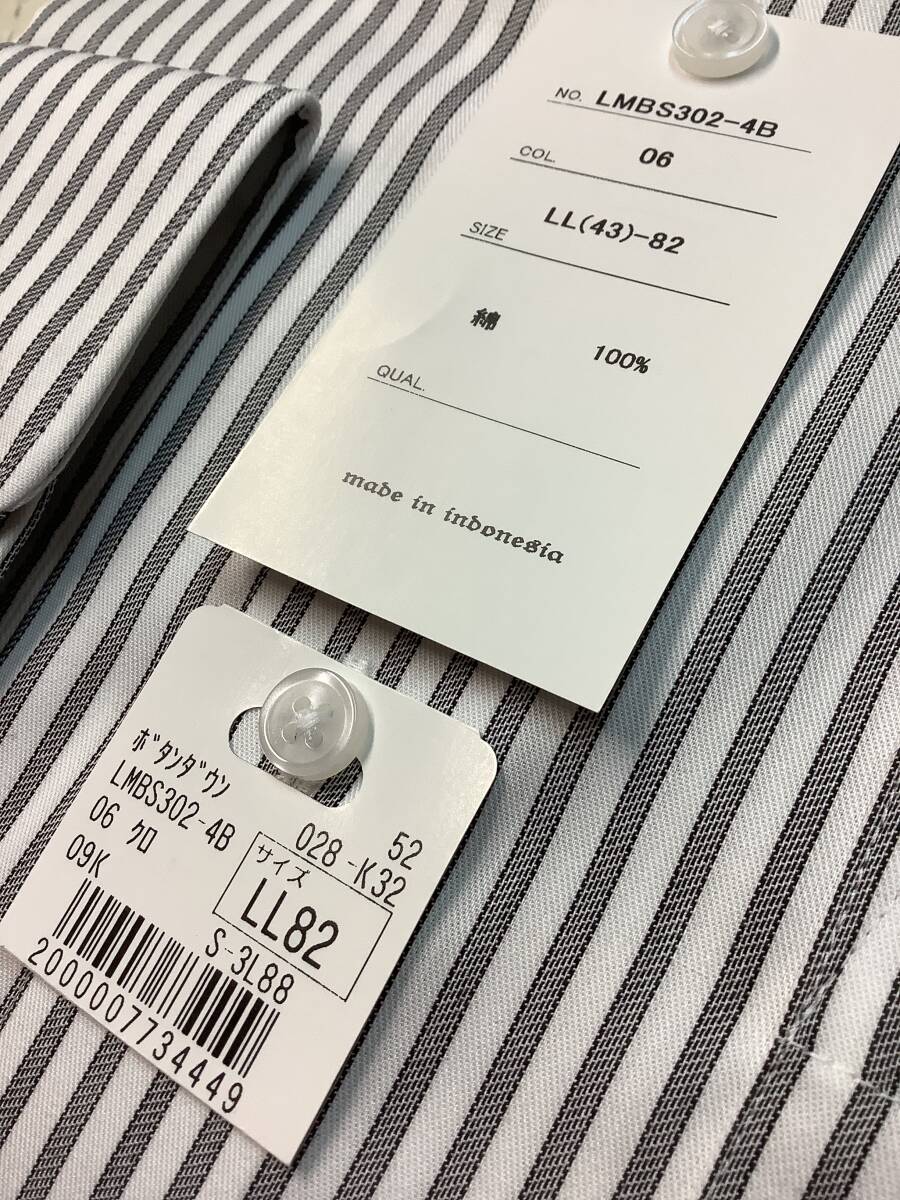 NO. LMBS302-4B
COL. 06
SIZE LL(43)-82
綿
100%
QUAL.
made in indonesia
ﾎﾞﾀﾝﾀﾞｳﾝ
LMBS302-4B 52
06 ｸﾛ 028-K32
09K サイズ
LL82
S-3L88
2000007734449